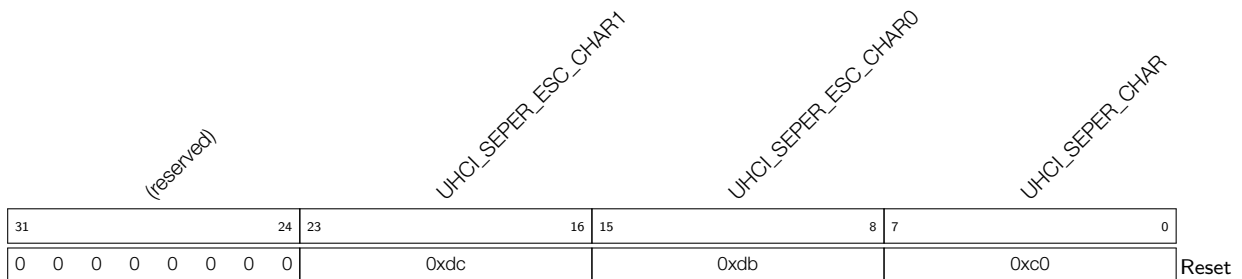 (reserved) UHCI_SEPER_ESC_CHAR1 UHCI_SEPER_ESC_CHAR0 UHCI_SEPER_CHAR
31 24 23 16 15 8 7 0
0 0 0 0 0 0 0 0 0xdc 0xdb 0xc0 Reset